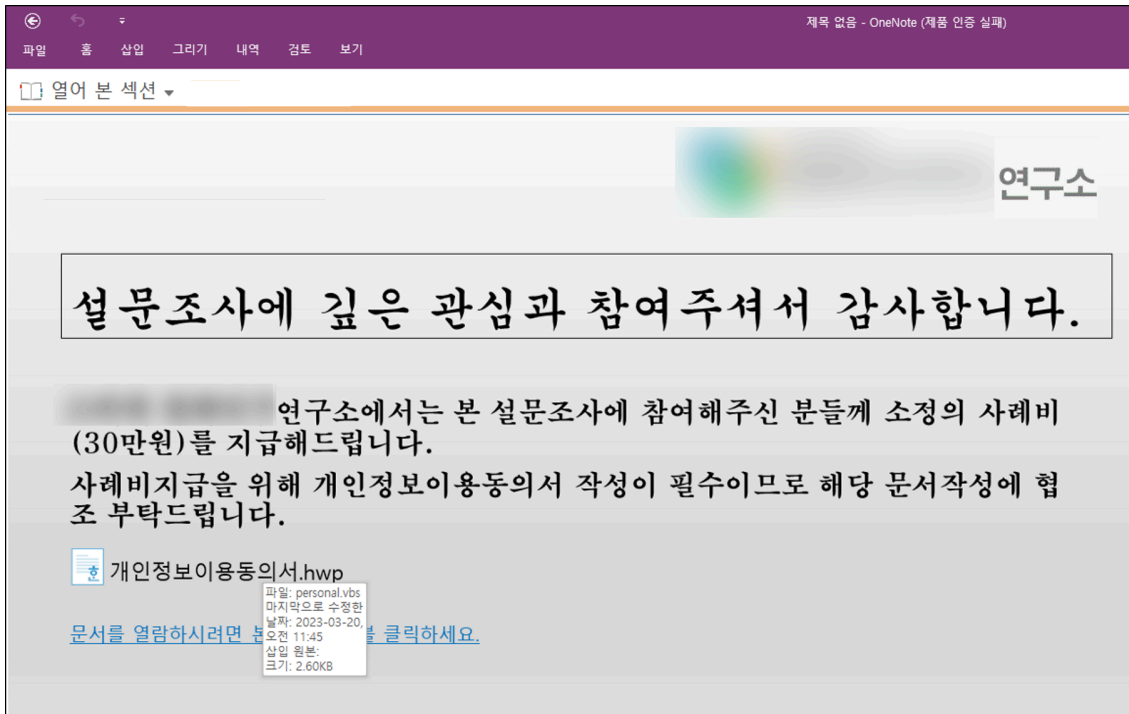 제목 없음 - OneNote (제품 인증 실패)
파일 홈 삽입 그리기 내역 검토 보기
열어 본 섹션
연구소
설문조사에 깊은 관심과 참여주셔서 감사합니다.
연구소에서는 본 설문조사에 참여해주신 분들께 소정의 사례비
(30만원)를 지급해드립니다.
사례비지급을 위해 개인정보이용동의서 작성이 필수이므로 해당 문서작성에 협
조 부탁드립니다.
개인정보이용동의서.hwp
파일: personal.vbs
마지막으로 수정한
날짜: 2023-03-20,
오전 11:45
삽입 원본:
크기: 2.60KB
문서를 열람하시려면 클릭하세요.